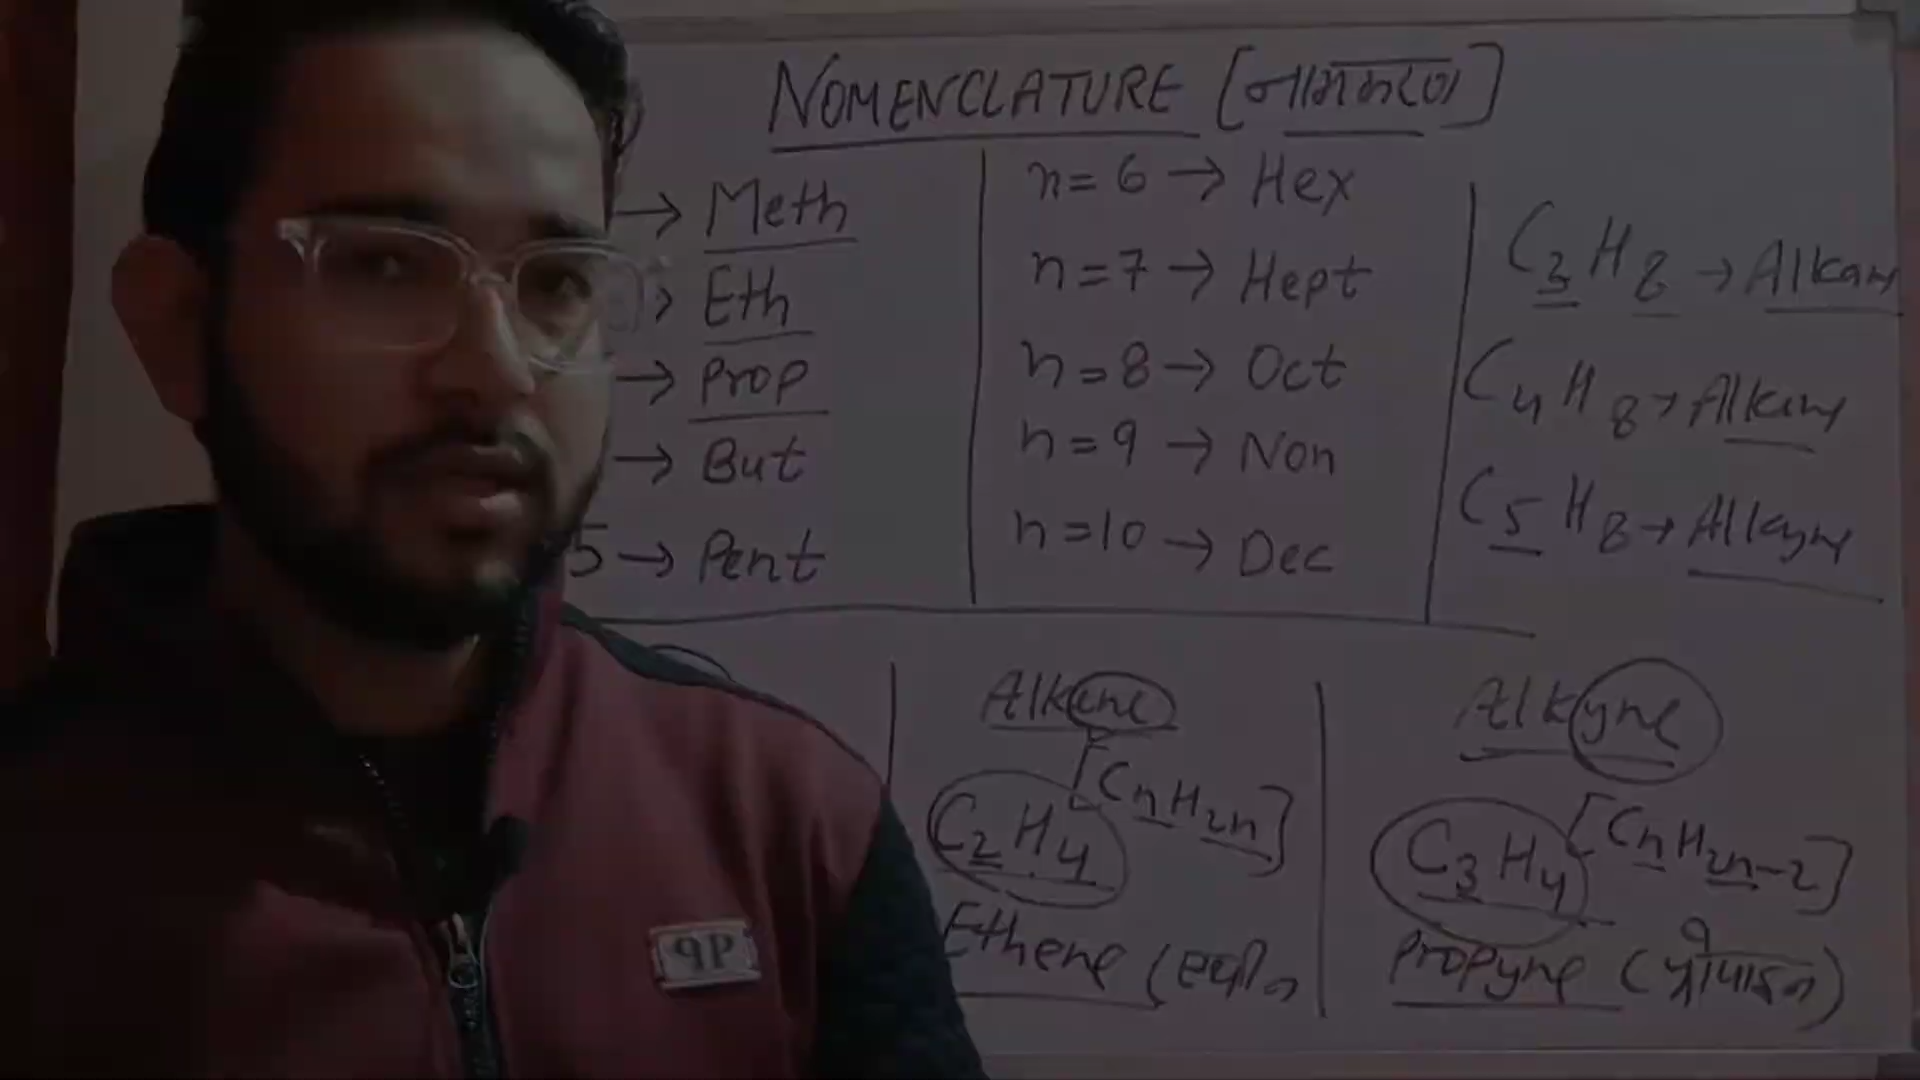 NOMENCLATURE [नामकरण]
→ Meth
→ Eth
→ Prop
→ But
5 → Pent
n=6 → Hex
n=7 → Hept
n=8 → Oct
n=9 → Non
n=10 → Dec
C3H8 → Alkane
C4H8 → Alkene
C5H8 → Alkyne
Alkene
[CnH2n]
C2H4
Ethene (एथीन
Alkyne
[CnH2n-2]
C3H4
Propyne (प्रोपाइन)
qP